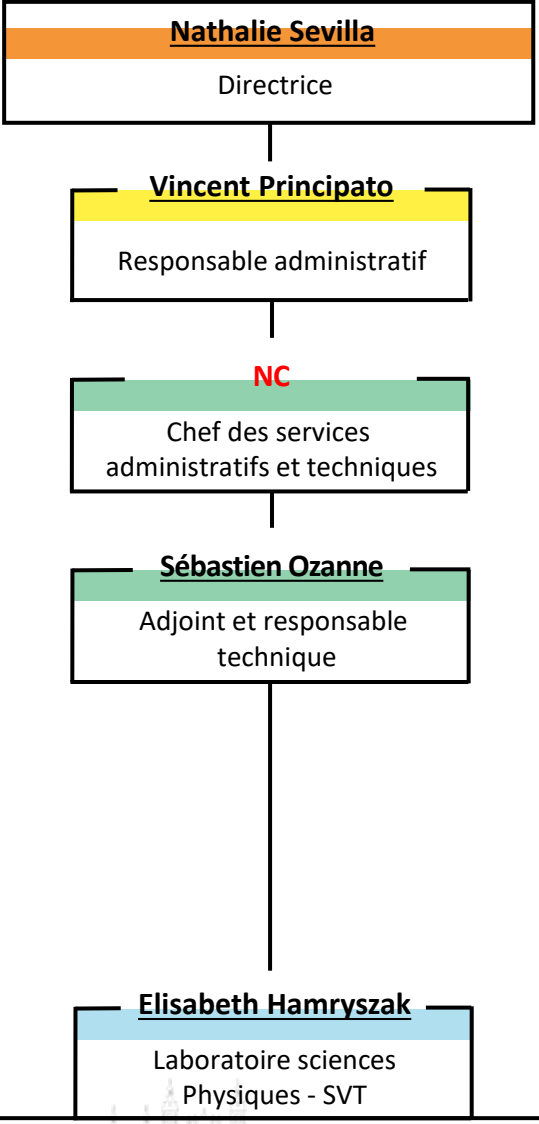 Nathalie Sevilla
Directrice
Vincent Principato
Responsable administratif
NC
Chef des services
administratifs et techniques
Sébastien Ozanne
Adjoint et responsable
technique
Elisabeth Hamryszak
Laboratoire sciences
Physiques - SVT